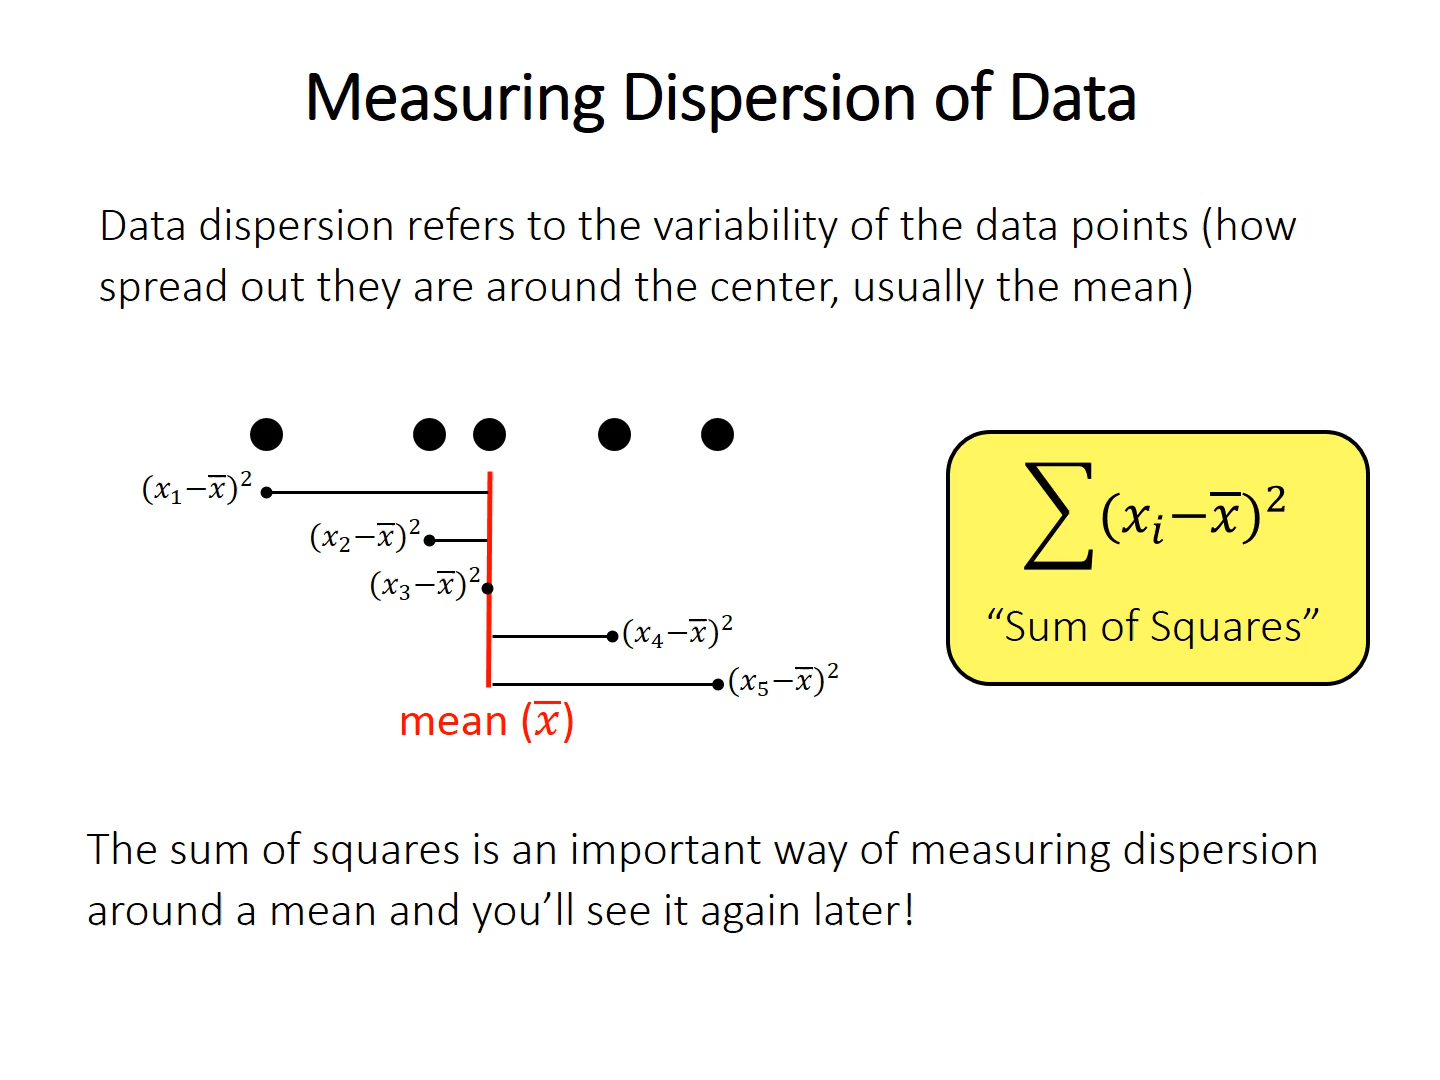 Measuring Dispersion of Data
Data dispersion refers to the variability of the data points (how
spread out they are around the center, usually the mean)
(x₁−x̅)²
(x₂−x̅)²
(x₃−x̅)²
(x₄−x̅)²
(x₅−x̅)²
mean (x̅)
∑(xᵢ−x̅)²
“Sum of Squares”
The sum of squares is an important way of measuring dispersion
around a mean and you’ll see it again later!